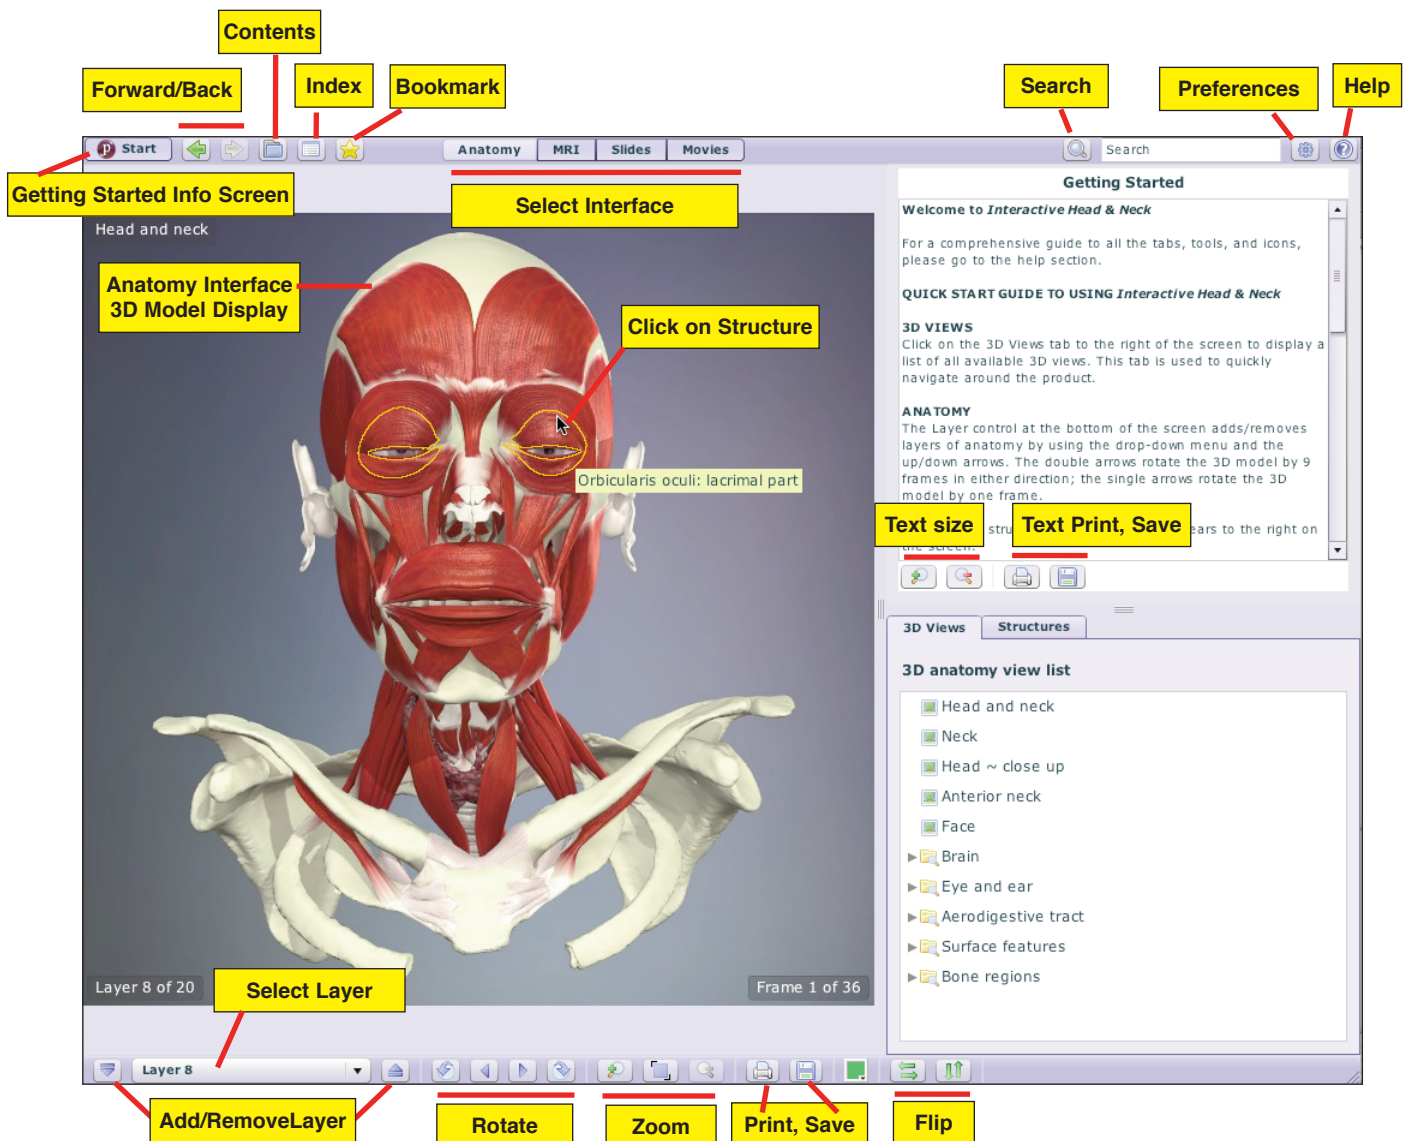 Contents
Forward/Back
Index
Bookmark
Search
Preferences
Help
Start
Anatomy
MRI
Slides
Movies
Search
Getting Started Info Screen
Select Interface
Getting Started
Head and neck
Welcome to Interactive Head & Neck
For a comprehensive guide to all the tabs, tools, and icons,
please go to the help section.
QUICK START GUIDE TO USING Interactive Head & Neck
Anatomy Interface
3D Model Display
Click on Structure
3D VIEWS
Click on the 3D Views tab to the right of the screen to display a
list of all available 3D views. This tab is used to quickly
navigate around the product.
ANATOMY
The Layer control at the bottom of the screen adds/removes
layers of anatomy by using the drop-down menu and the
up/down arrows. The double arrows rotate the 3D model by 9
frames in either direction; the single arrows rotate the 3D
model by one frame.
Orbicularis oculi: lacrimal part
Text size
stru
Text Print, Save
ears to the right on
the screen.
3D Views
Structures
3D anatomy view list
Head and neck
Neck
Head ~ close up
Anterior neck
Face
Brain
Eye and ear
Aerodigestive tract
Surface features
Bone regions
Layer 8 of 20
Select Layer
Frame 1 of 36
Layer 8
Add/RemoveLayer
Rotate
Zoom
Print, Save
Flip